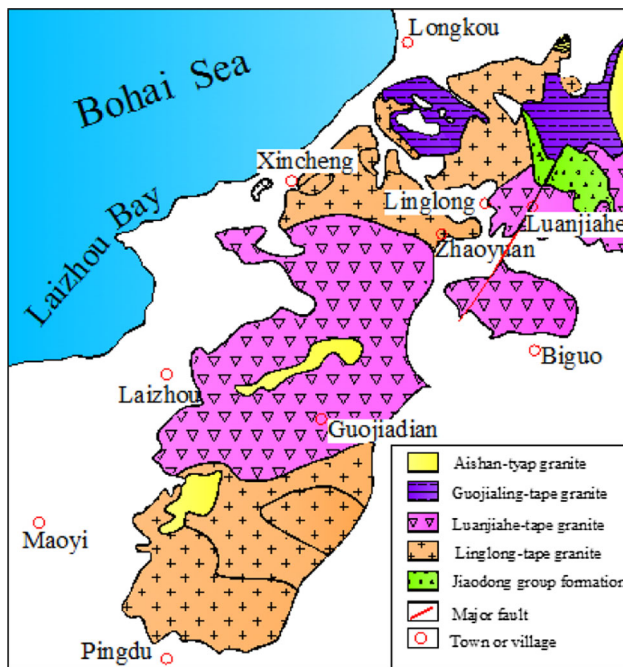 Longkou
Bohai Sea
Xincheng
Linglong
Luanjiahe
Zhaoyuan
Laizhou Bay
Biguo
Laizhou
Guojiadian
Maoyi
Pingdu
Aishan-tyap granite
Guojialing-tape granite
Luanjiahe-tape granite
Linglong-tape granite
Jiaodong group formation
Major fault
Town or village